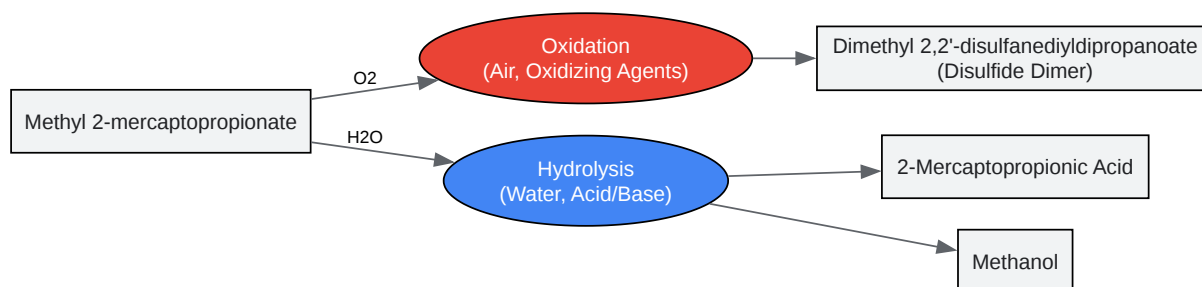 Methyl 2-mercaptopropionate
O2
H2O
Oxidation
(Air, Oxidizing Agents)
Hydrolysis
(Water, Acid/Base)
Dimethyl 2,2'-disulfanediyldipropanoate
(Disulfide Dimer)
2-Mercaptopropionic Acid
Methanol